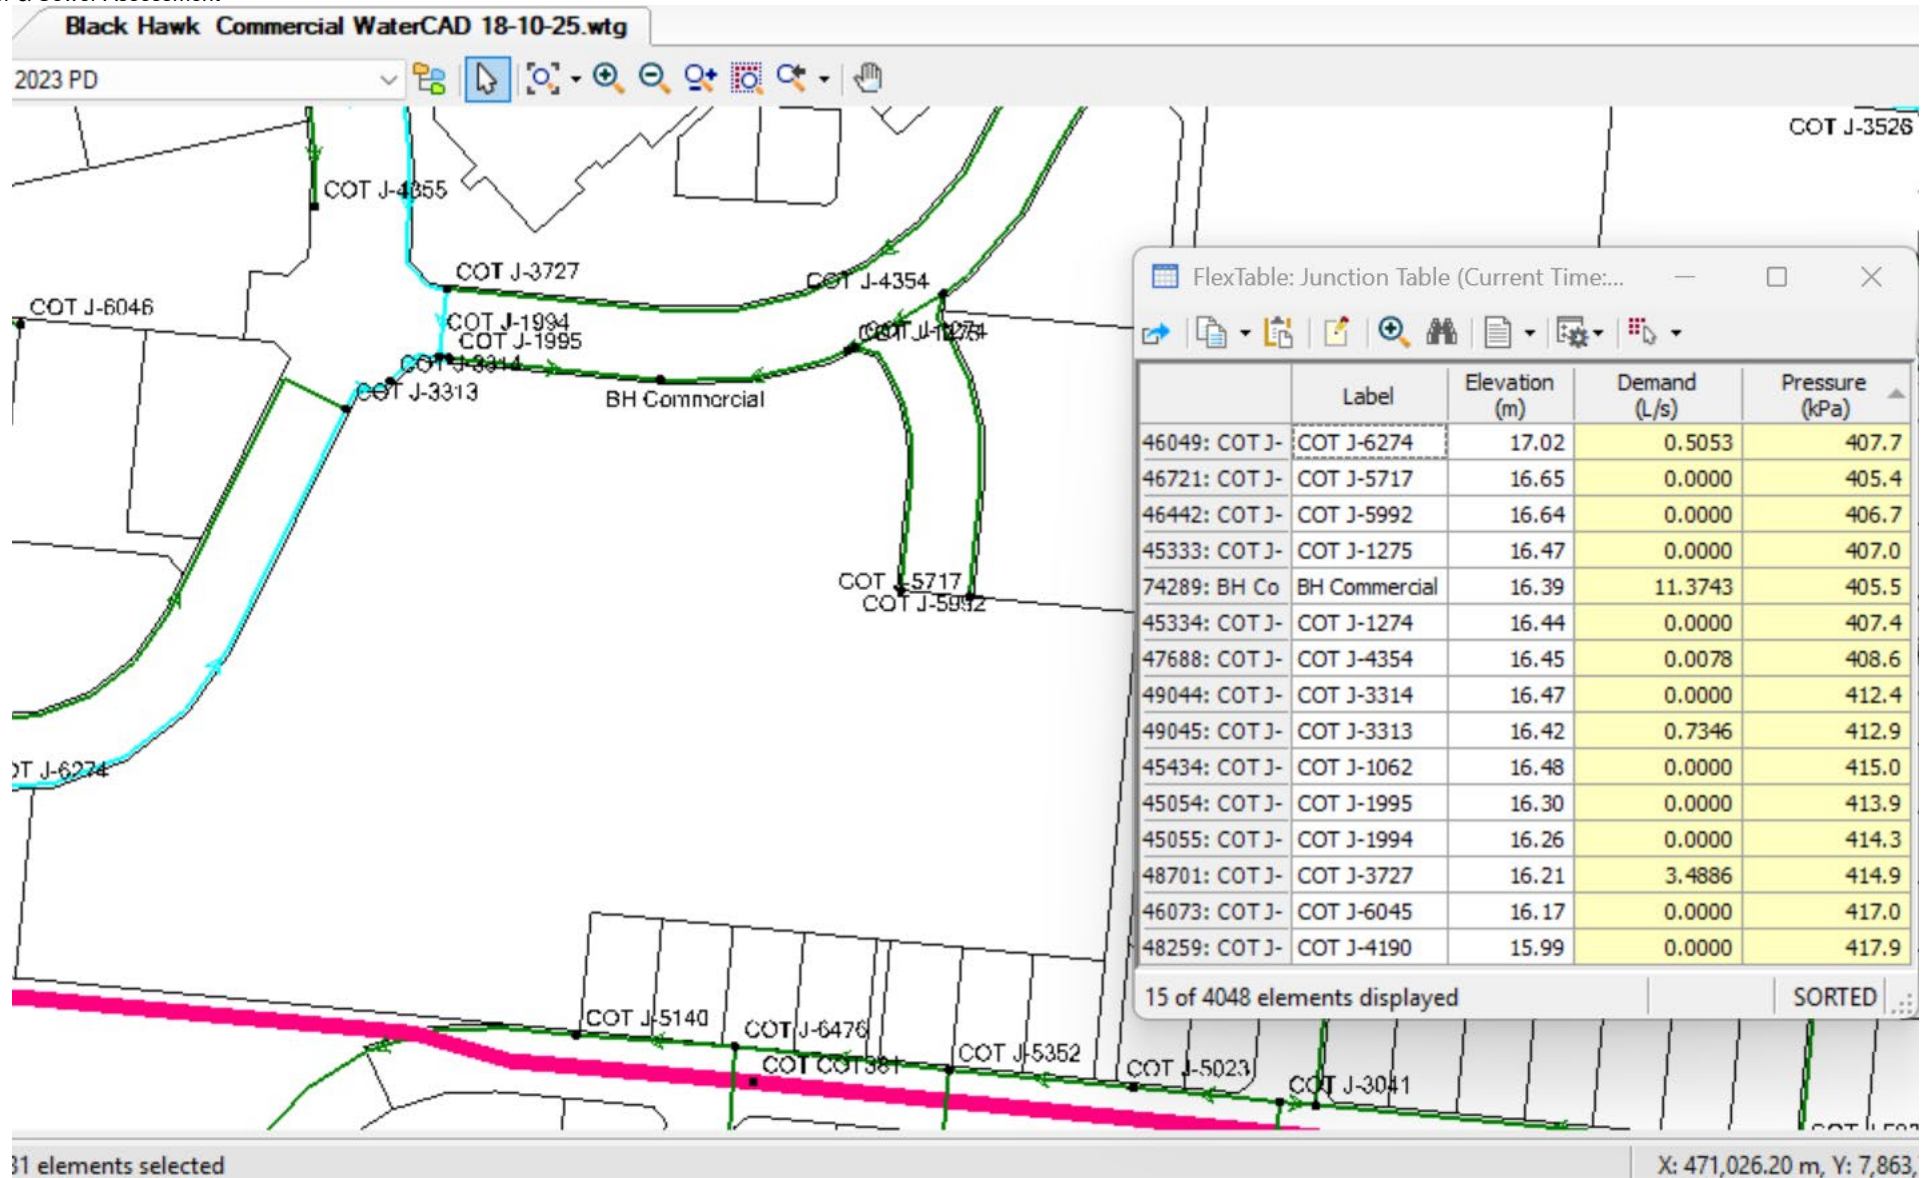 Black Hawk Commercial WaterCAD 18-10-25.wtg
2023 PD
COT J-3526
COT J-4355
COT J-3727
COT J-4354
COT J-6046
COT J-1994
COT J-1995
COT J-3314
COT J-3313
BH Commercial
COT J-5717
COT J-5992
J-6274
COT J-5140
COT J-6476
COT COT381
COT J-5352
COT J-5023
COT J-3041
FlexTable: Junction Table (Current Time:...
Label Elevation (m) Demand (L/s) Pressure (kPa)
46049: COT J- COT J-6274 17.02 0.5053 407.7
46721: COT J- COT J-5717 16.65 0.0000 405.4
46442: COT J- COT J-5992 16.64 0.0000 406.7
45333: COT J- COT J-1275 16.47 0.0000 407.0
74289: BH Co BH Commercial 16.39 11.3743 405.5
45334: COT J- COT J-1274 16.44 0.0000 407.4
47688: COT J- COT J-4354 16.45 0.0078 408.6
49044: COT J- COT J-3314 16.47 0.0000 412.4
49045: COT J- COT J-3313 16.42 0.7346 412.9
45434: COT J- COT J-1062 16.48 0.0000 415.0
45054: COT J- COT J-1995 16.30 0.0000 413.9
45055: COT J- COT J-1994 16.26 0.0000 414.3
48701: COT J- COT J-3727 16.21 3.4886 414.9
46073: COT J- COT J-6045 16.17 0.0000 417.0
48259: COT J- COT J-4190 15.99 0.0000 417.9
15 of 4048 elements displayed SORTED
31 elements selected
X: 471,026.20 m, Y: 7,863,